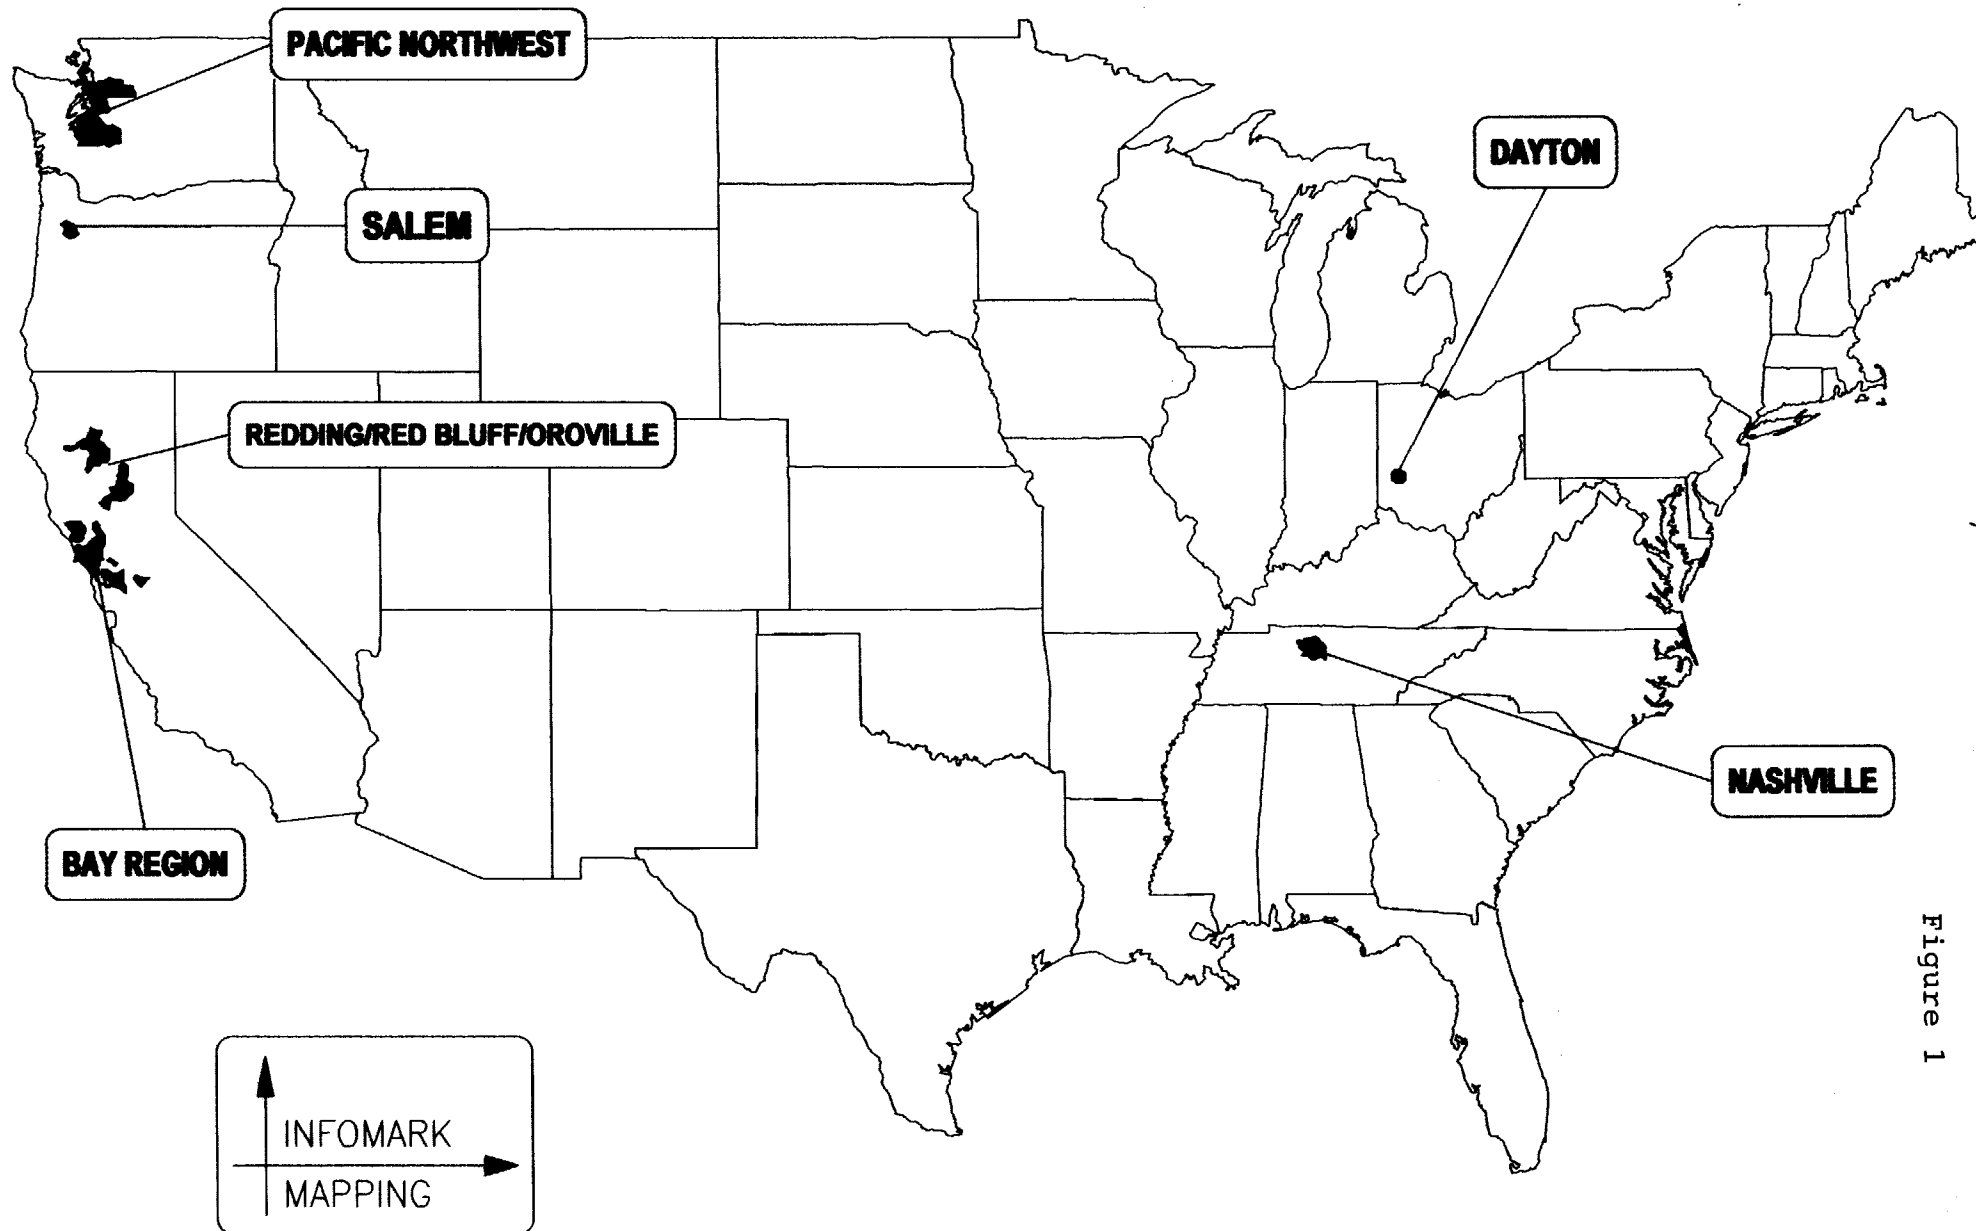 PACIFIC NORTHWEST
DAYTON
SALEM
REDDING/RED BLUFF/OROVILLE
NASHVILLE
BAY REGION
Figure 1
INFOMARK
MAPPING